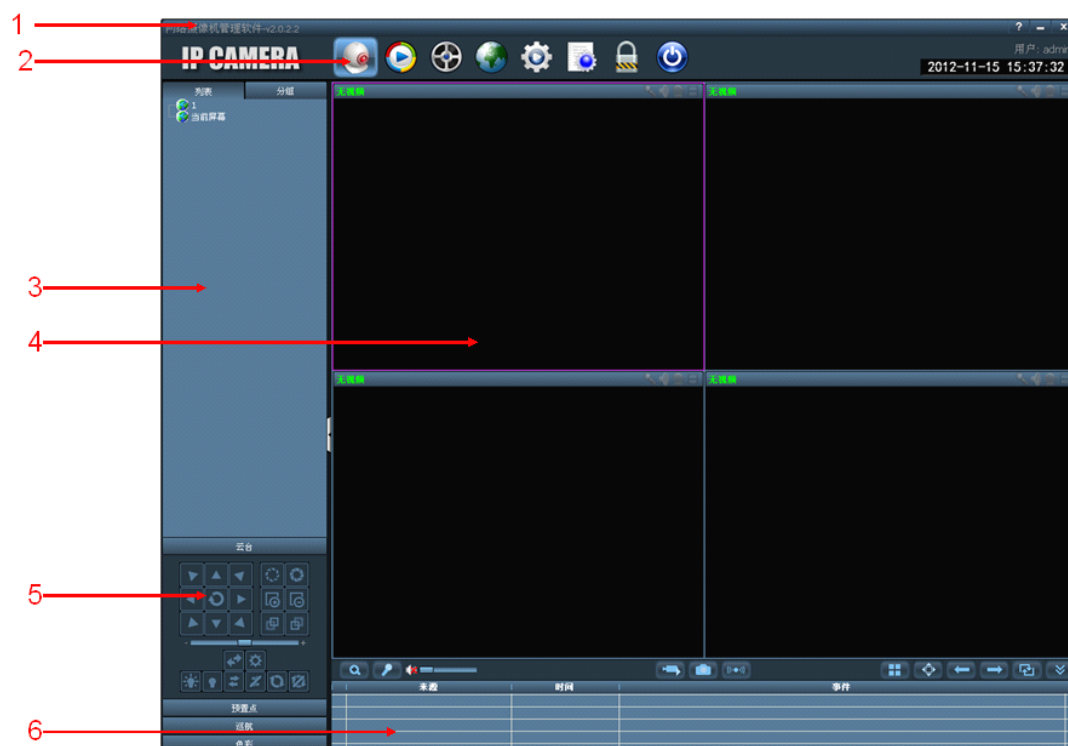 1
网络摄像机管理软件-v2.0.2.2
?
2
IP CAMERA
用户: admin
2012-11-15 15:37:32
列表 分组
无视频 无视频
1
当前屏幕
3
4
无视频 无视频
云台
5
- +
来源 时间 事件
预置点
巡航
6
色彩